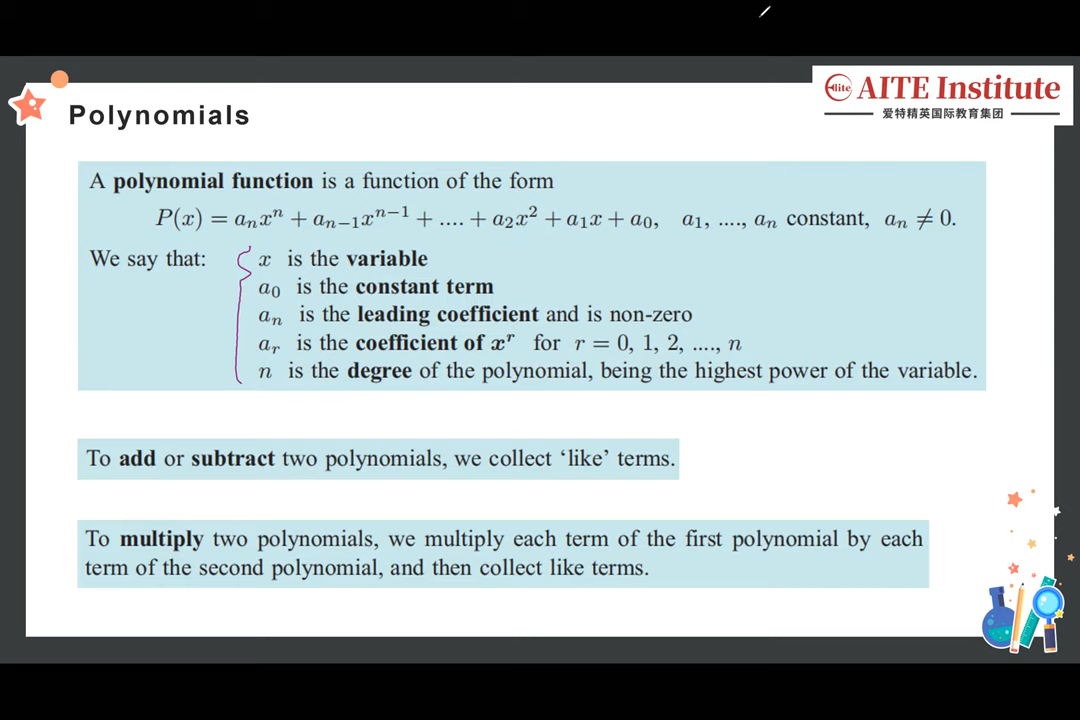 Elite AITE Institute
爱特精英国际教育集团
Polynomials
A polynomial function is a function of the form
P(x) = aₙxⁿ + aₙ₋₁xⁿ⁻¹ + .... + a₂x² + a₁x + a₀, a₁, ...., aₙ constant, aₙ ≠ 0.
We say that: x is the variable
a₀ is the constant term
aₙ is the leading coefficient and is non-zero
aᵣ is the coefficient of xʳ for r = 0, 1, 2, ...., n
n is the degree of the polynomial, being the highest power of the variable.
To add or subtract two polynomials, we collect ‘like’ terms.
To multiply two polynomials, we multiply each term of the first polynomial by each
term of the second polynomial, and then collect like terms.